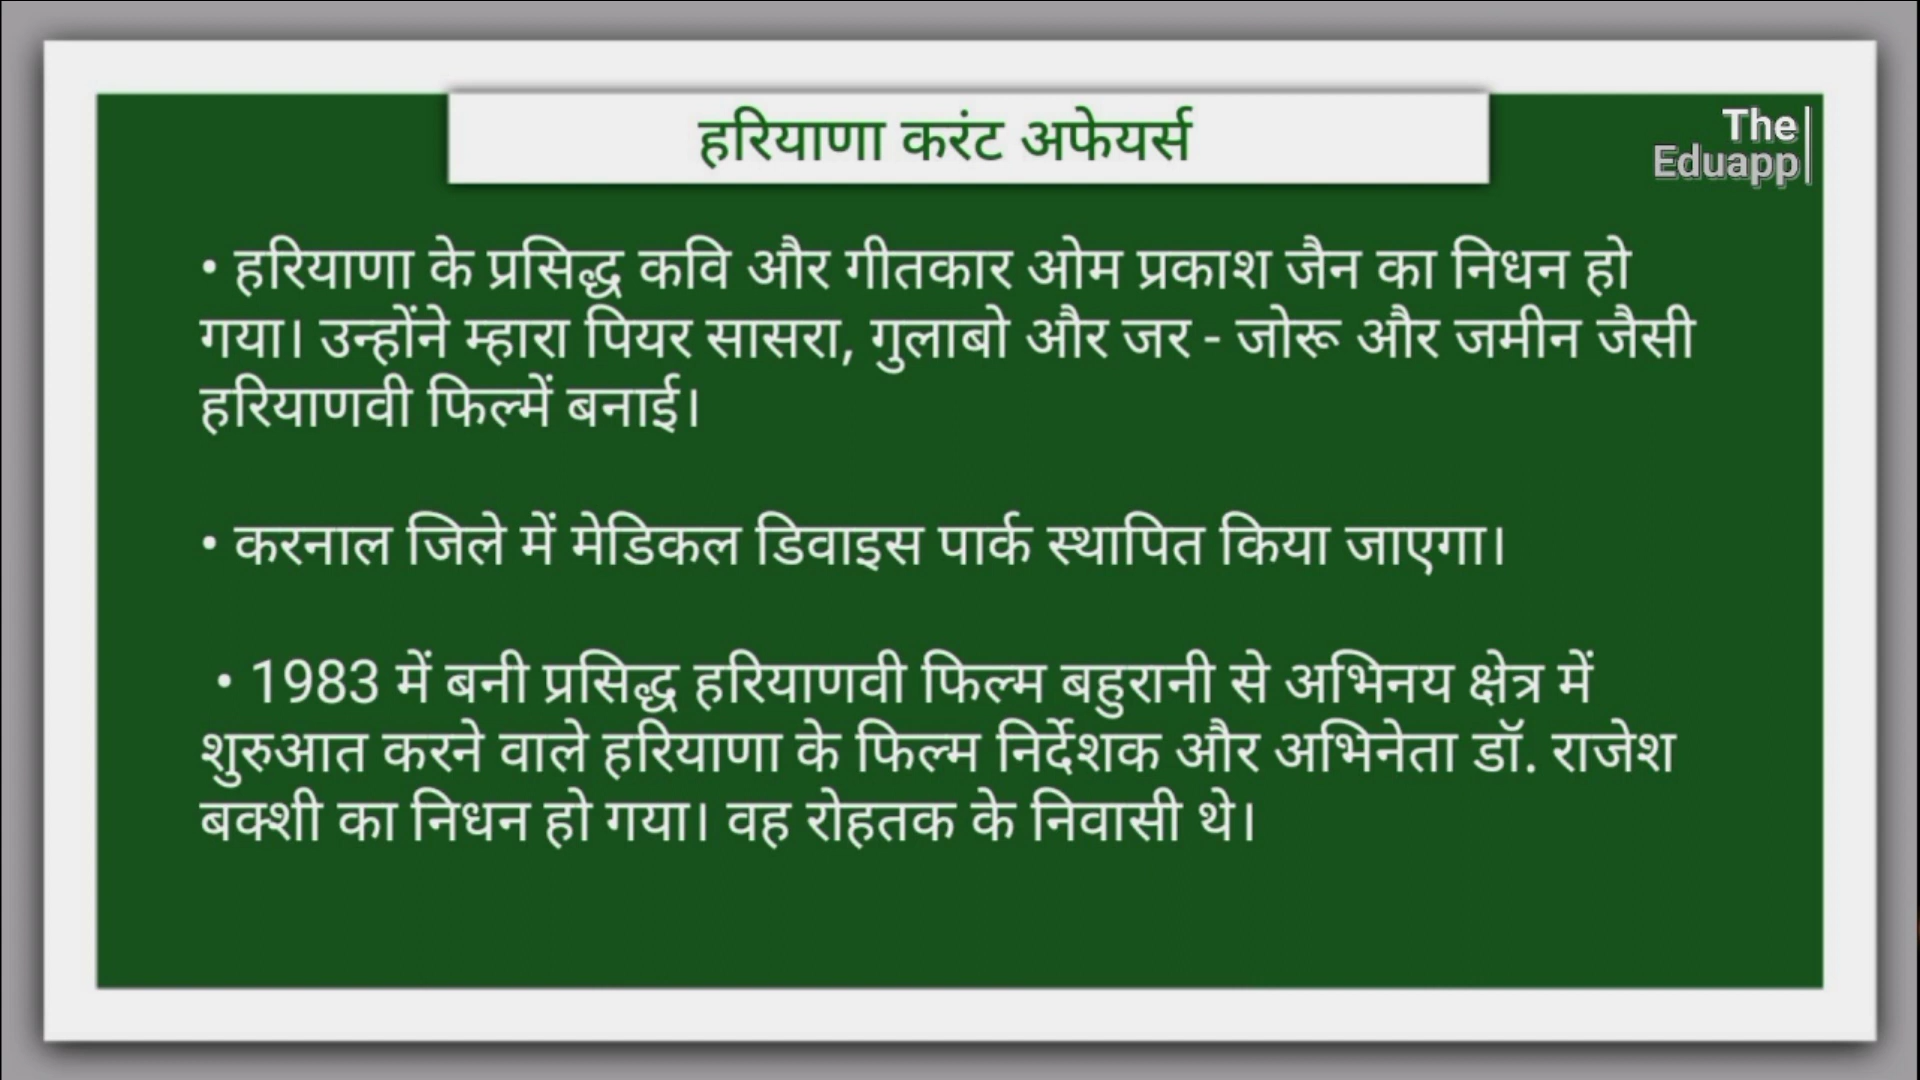 हरियाणा करंट अफेयर्स
The
Eduapp
• हरियाणा के प्रसिद्ध कवि और गीतकार ओम प्रकाश जैन का निधन हो
गया। उन्होंने म्हारा पियर सासरा, गुलाबो और जर - जोरू और जमीन जैसी
हरियाणवी फिल्में बनाई।
• करनाल जिले में मेडिकल डिवाइस पार्क स्थापित किया जाएगा।
• 1983 में बनी प्रसिद्ध हरियाणवी फिल्म बहुरानी से अभिनय क्षेत्र में
शुरुआत करने वाले हरियाणा के फिल्म निर्देशक और अभिनेता डॉ. राजेश
बक्शी का निधन हो गया। वह रोहतक के निवासी थे।